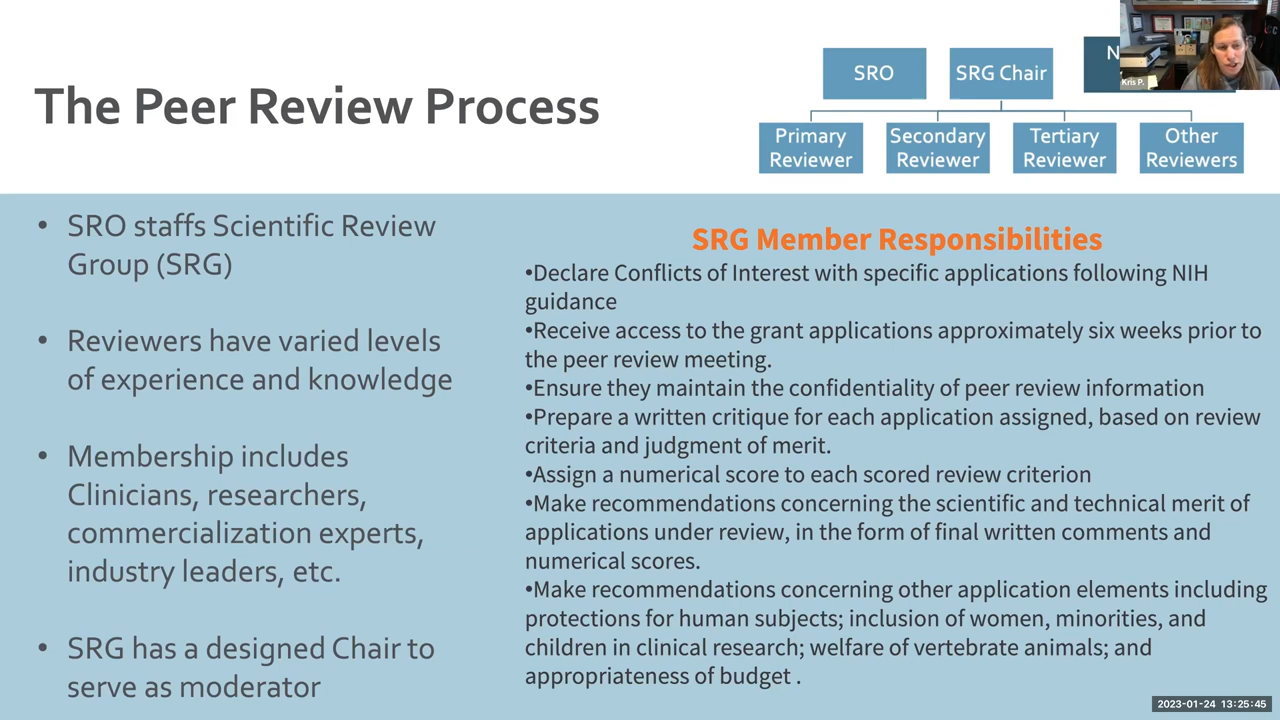 The Peer Review Process
SRO
SRG Chair
N
Kris P.
Primary
Reviewer
Secondary
Reviewer
Tertiary
Reviewer
Other
Reviewers
• SRO staffs Scientific Review
Group (SRG)
• Reviewers have varied levels
of experience and knowledge
• Membership includes
Clinicians, researchers,
commercialization experts,
industry leaders, etc.
• SRG has a designed Chair to
serve as moderator
SRG Member Responsibilities
•Declare Conflicts of Interest with specific applications following NIH
guidance
•Receive access to the grant applications approximately six weeks prior to
the peer review meeting.
•Ensure they maintain the confidentiality of peer review information
•Prepare a written critique for each application assigned, based on review
criteria and judgment of merit.
•Assign a numerical score to each scored review criterion
•Make recommendations concerning the scientific and technical merit of
applications under review, in the form of final written comments and
numerical scores.
•Make recommendations concerning other application elements including
protections for human subjects; inclusion of women, minorities, and
children in clinical research; welfare of vertebrate animals; and
appropriateness of budget .
2023-01-24 13:25:45